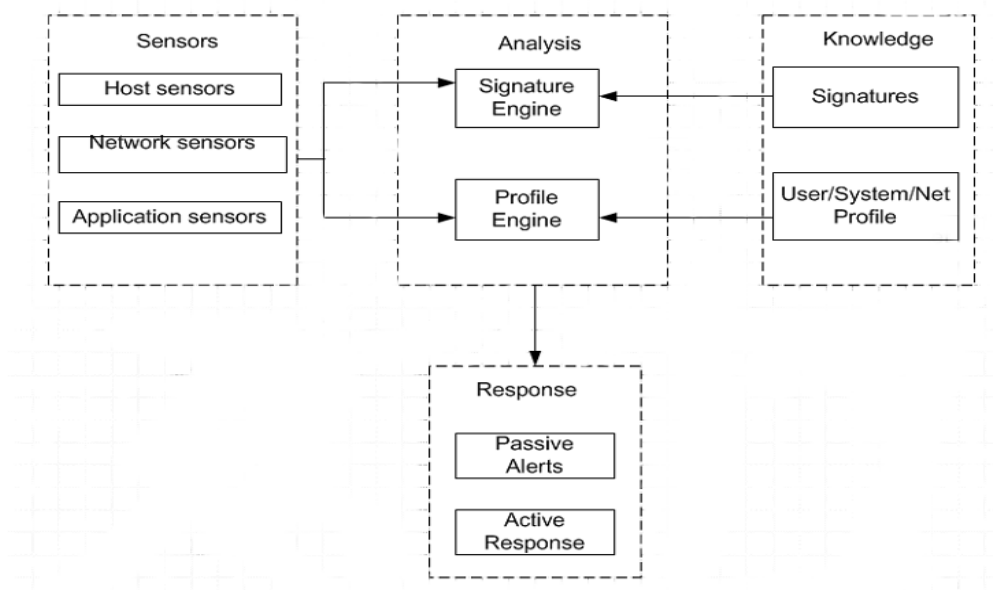 Sensors
Host sensors
Network sensors
Application sensors
Analysis
Signature
Engine
Profile
Engine
Knowledge
Signatures
User/System/Net
Profile
Response
Passive
Alerts
Active
Response